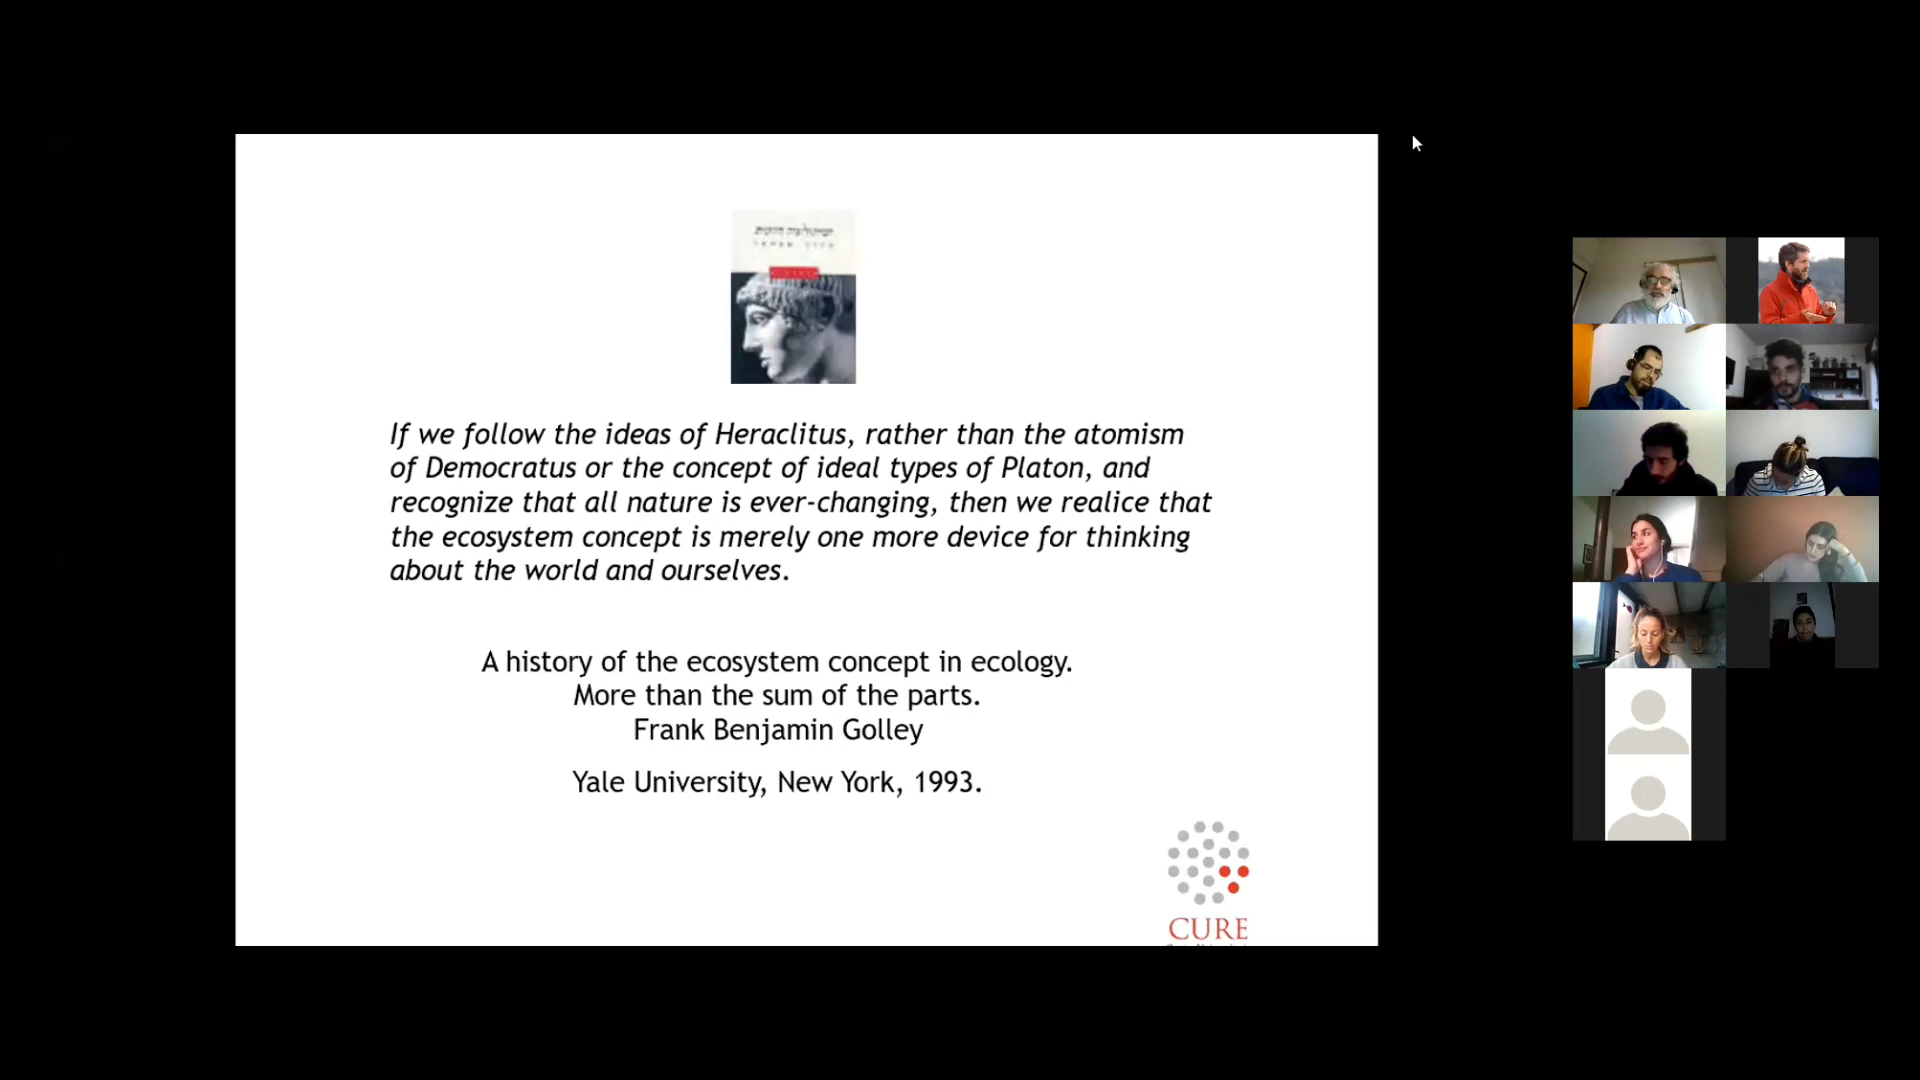 If we follow the ideas of Heraclitus, rather than the atomism
of Democratus or the concept of ideal types of Platon, and
recognize that all nature is ever-changing, then we realice that
the ecosystem concept is merely one more device for thinking
about the world and ourselves.
A history of the ecosystem concept in ecology.
More than the sum of the parts.
Frank Benjamin Golley
Yale University, New York, 1993.
CURE